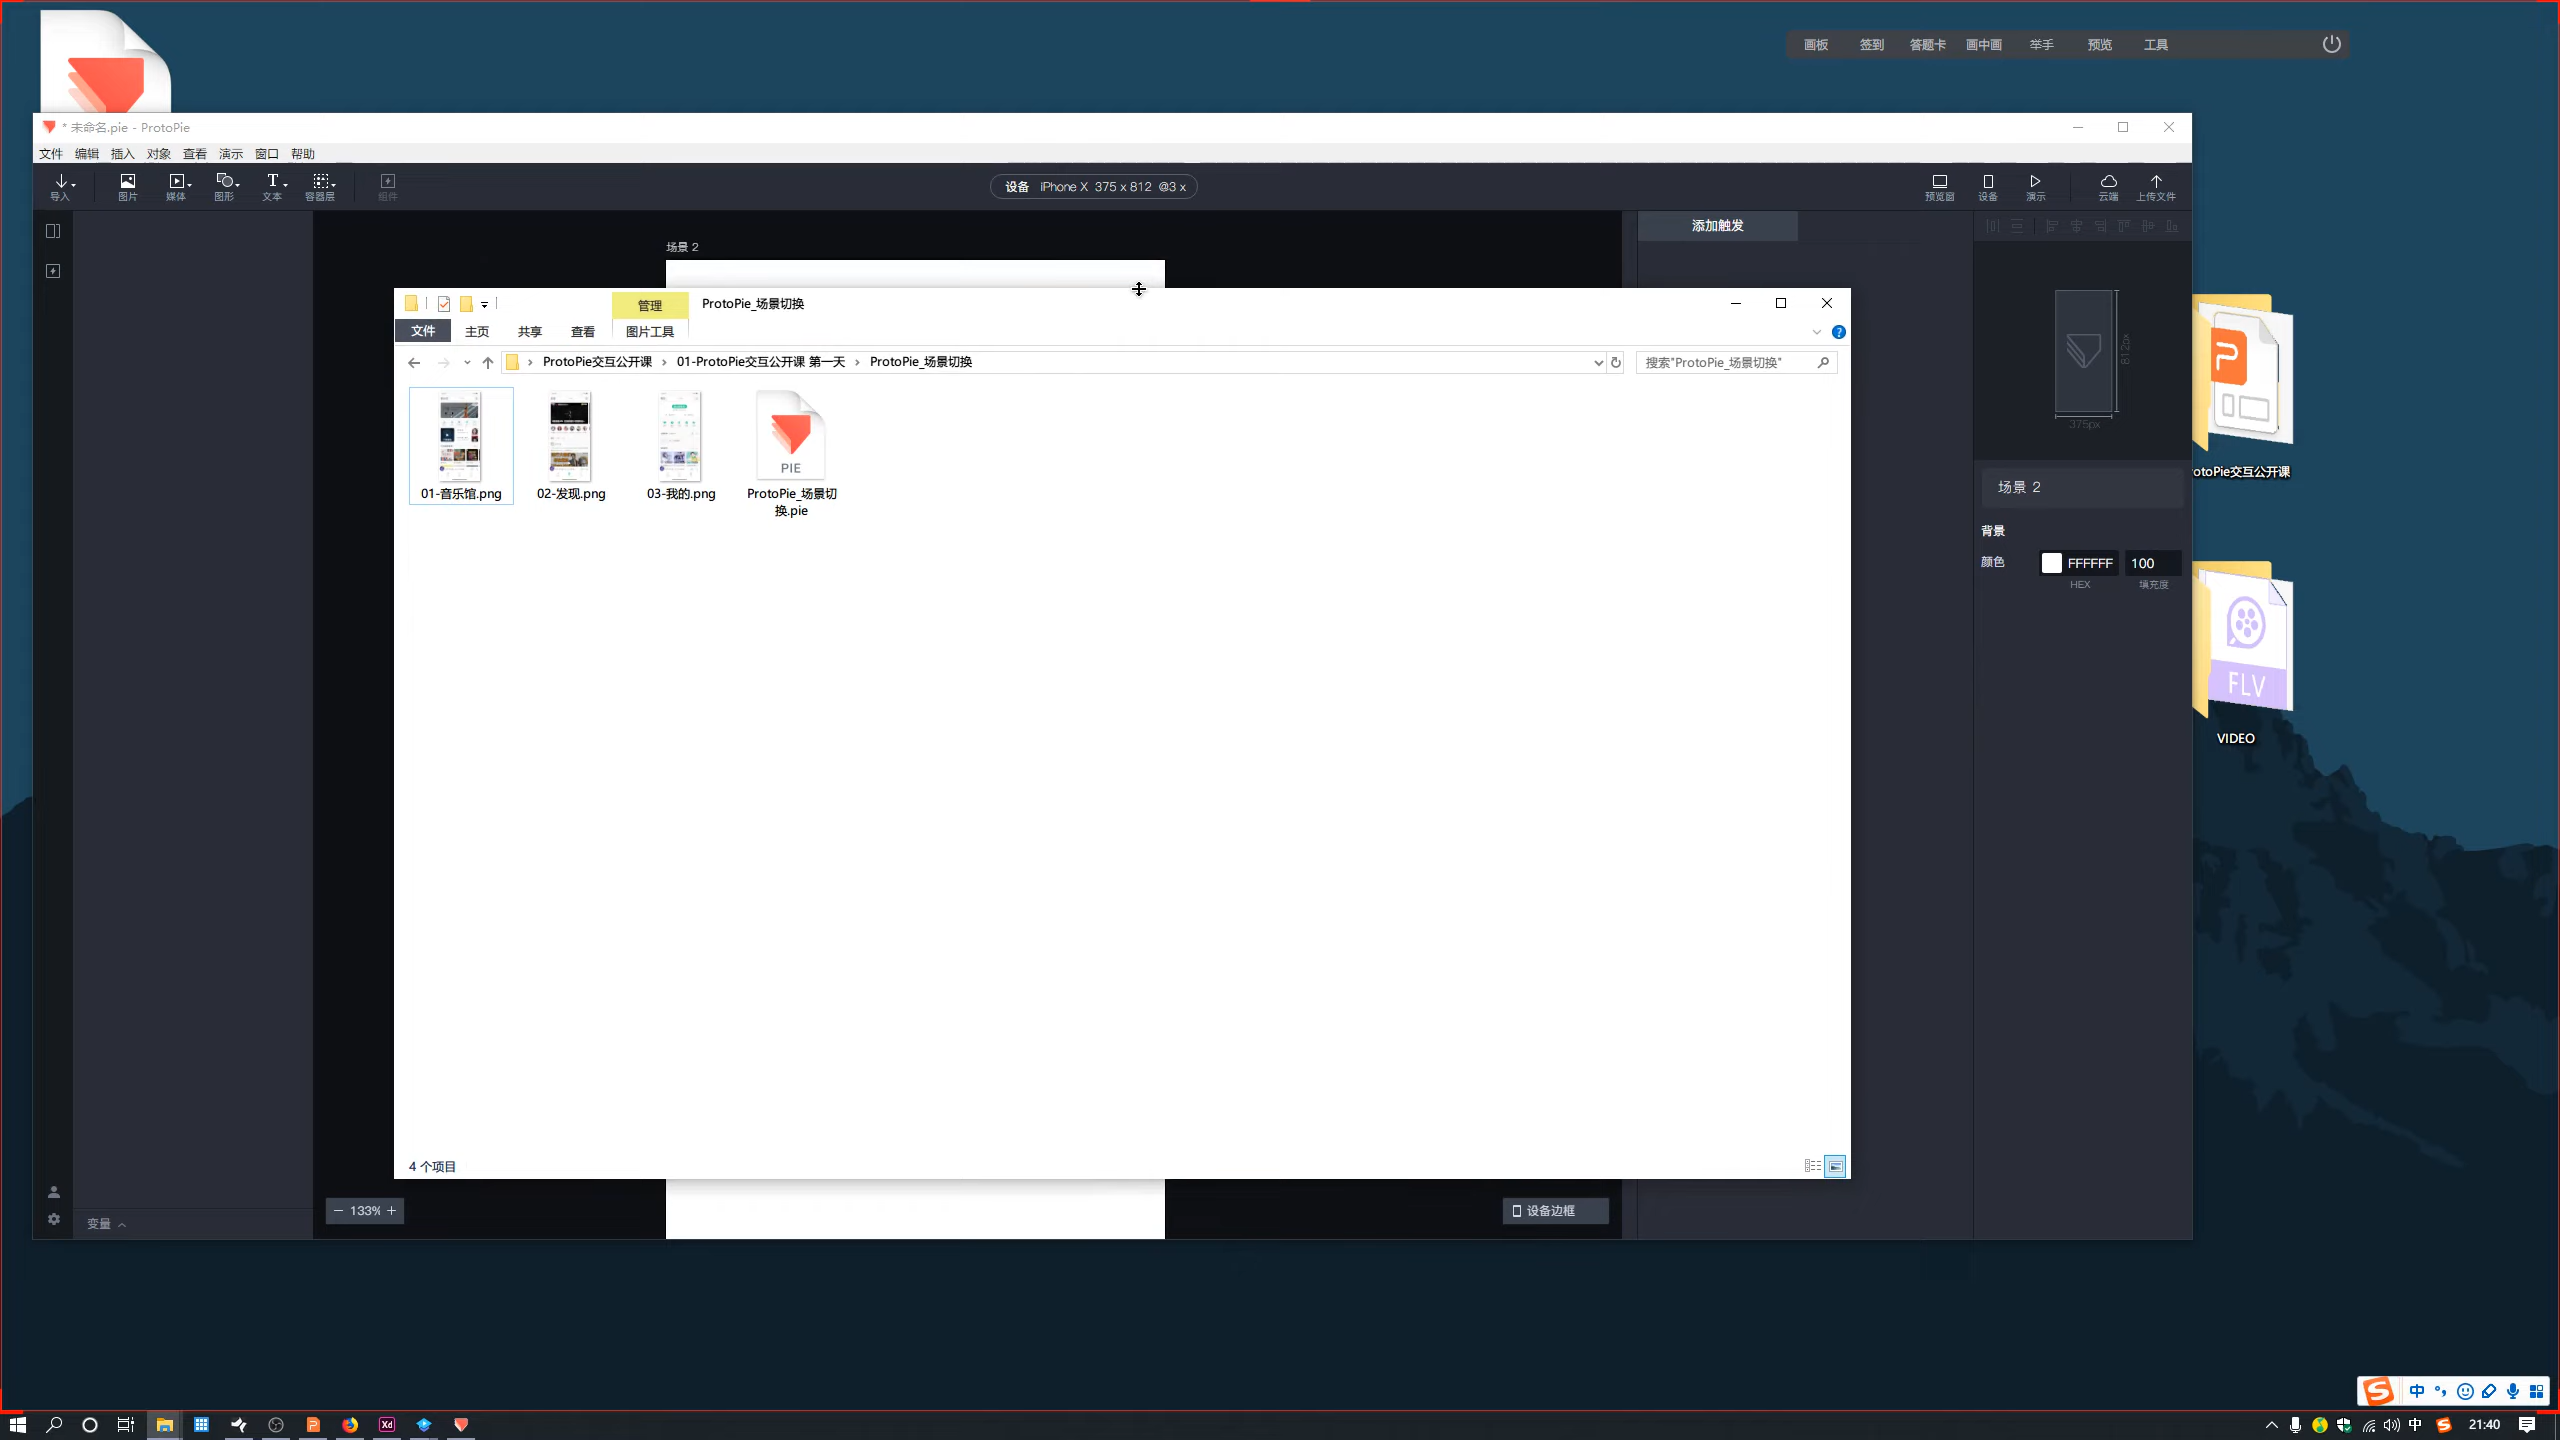 画板 签到 答题卡 画中画 举手 预览 工具
* 未命名.pie - ProtoPie
文件 编辑 插入 对象 查看 演示 窗口 帮助
导入 图片 媒体 图形 文本 容器层 组件
设备 iPhone X 375 x 812 @3 x
预览窗 设备 演示 云端 上传文件
添加触发
场景 2
管理 ProtoPie_场景切换
文件 主页 共享 查看 图片工具
ProtoPie交互公开课 › 01-ProtoPie交互公开课 第一天 › ProtoPie_场景切换
搜索"ProtoPie_场景切换"
PIE
01-音乐馆.png
02-发现.png
03-我的.png
ProtoPie_场景切
换.pie
4 个项目
812px
375px
场景 2
背景
颜色 FFFFFF 100
HEX 填充度
otoPie交互公开课
FLV
VIDEO
133%
设备边框
变量
中
Xd
中
21:40